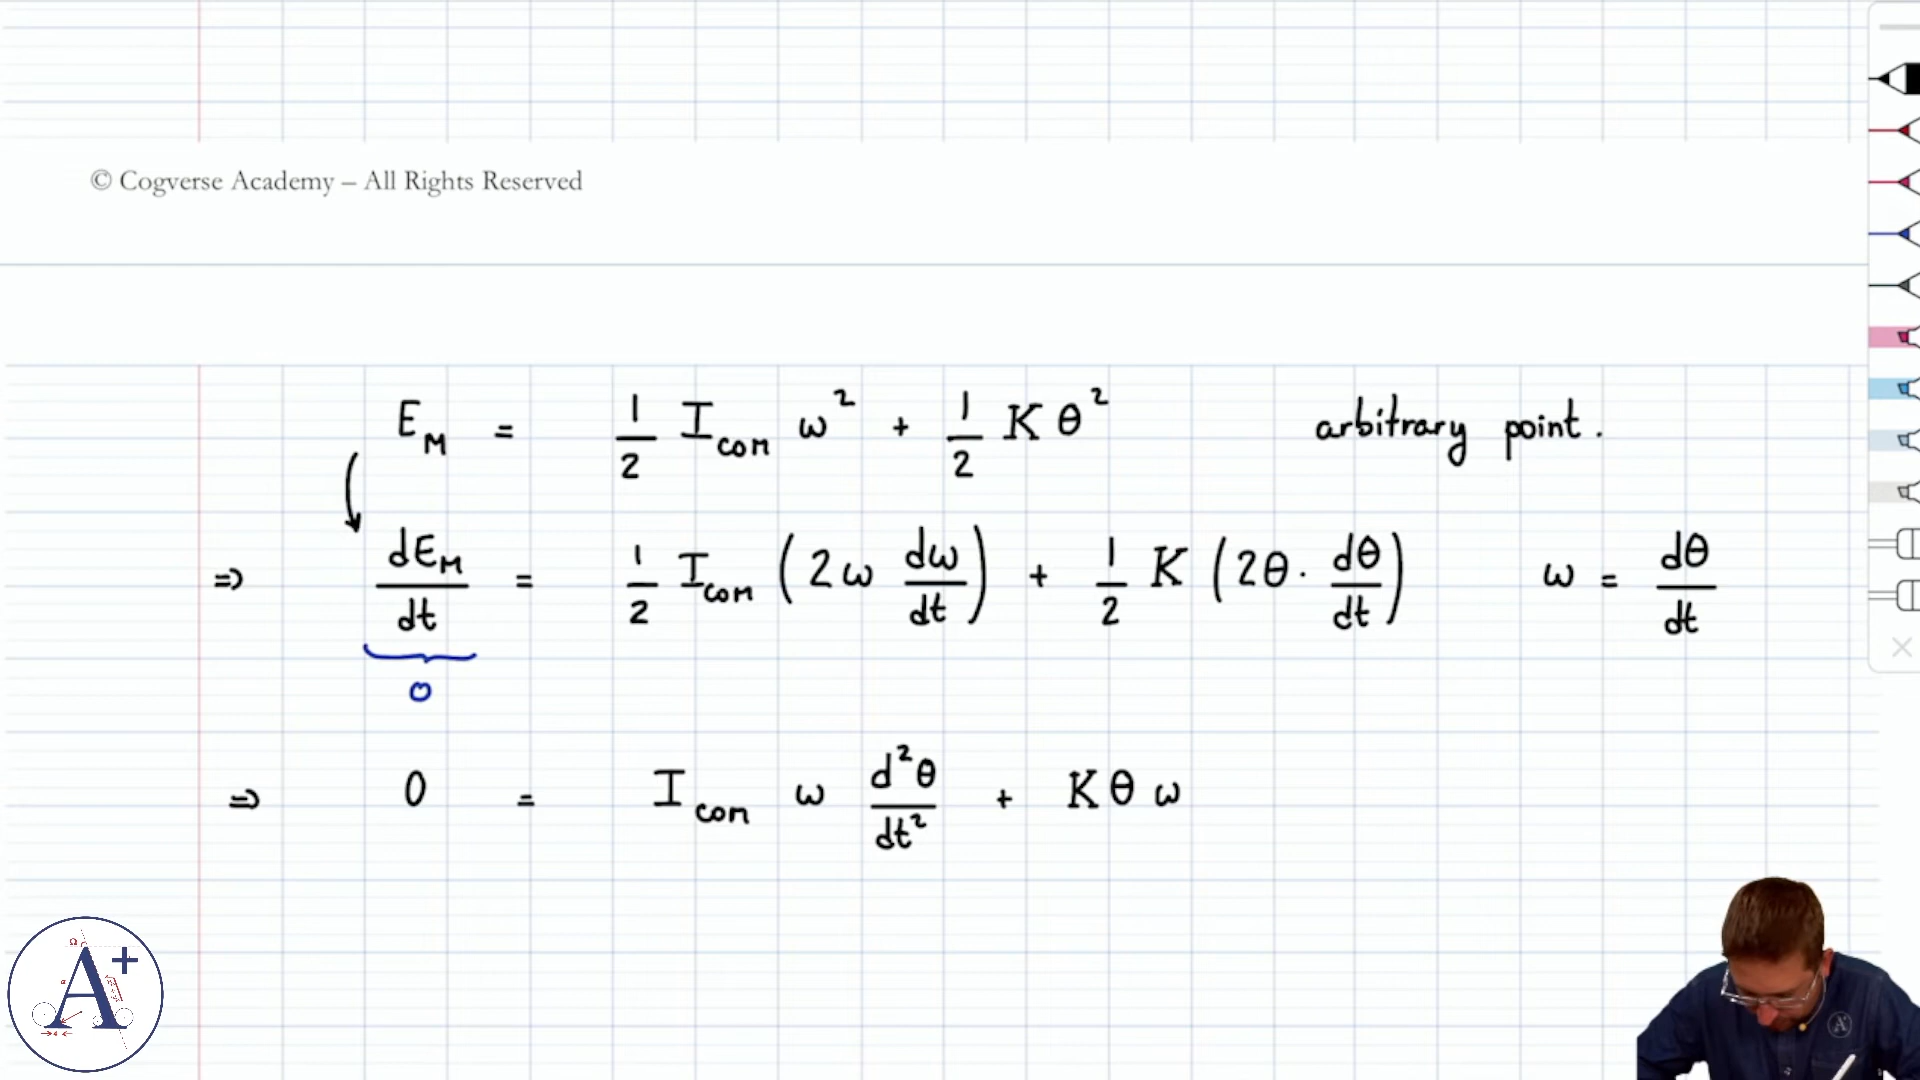 © Cogverse Academy – All Rights Reserved
E_M = 1/2 I_com ω² + 1/2 K θ² arbitrary point.
⇒ dE_M/dt = 1/2 I_com (2ω dω/dt) + 1/2 K (2θ · dθ/dt) ω = dθ/dt
0
⇒ 0 = I_com ω d²θ/dt² + K θ ω
A+